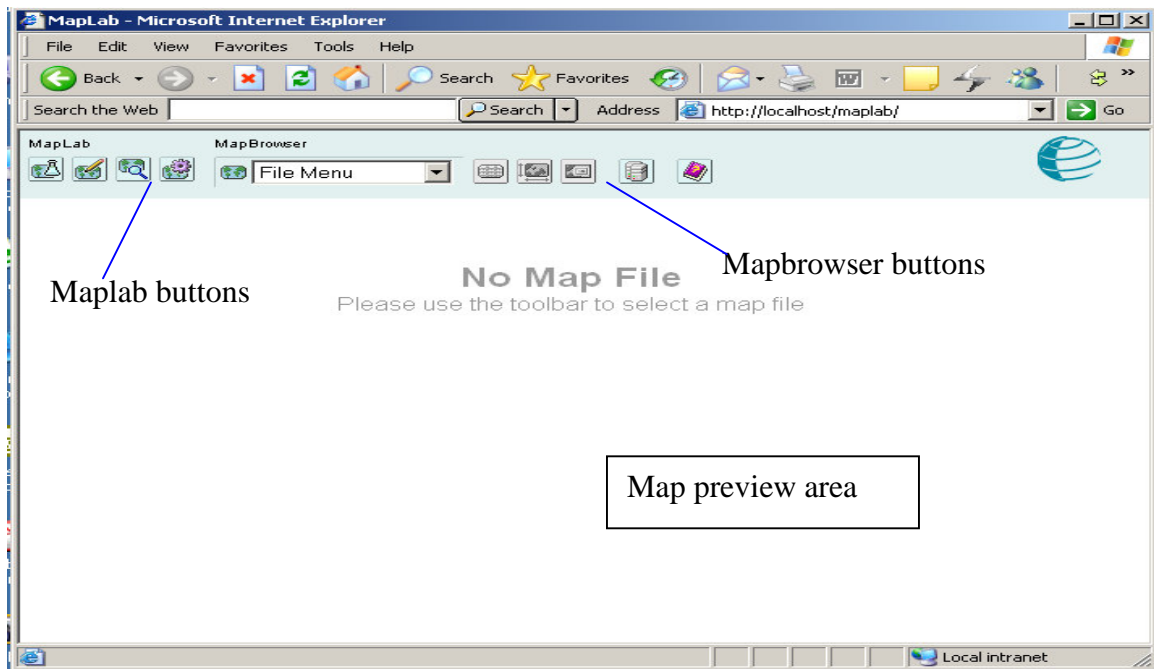 MapLab - Microsoft Internet Explorer
File Edit View Favorites Tools Help
Back Search Favorites
Search the Web Search Address http://localhost/maplab/ Go
MapLab MapBrowser
File Menu
Maplab buttons
Mapbrowser buttons
No Map File
Please use the toolbar to select a map file
Map preview area
Local intranet